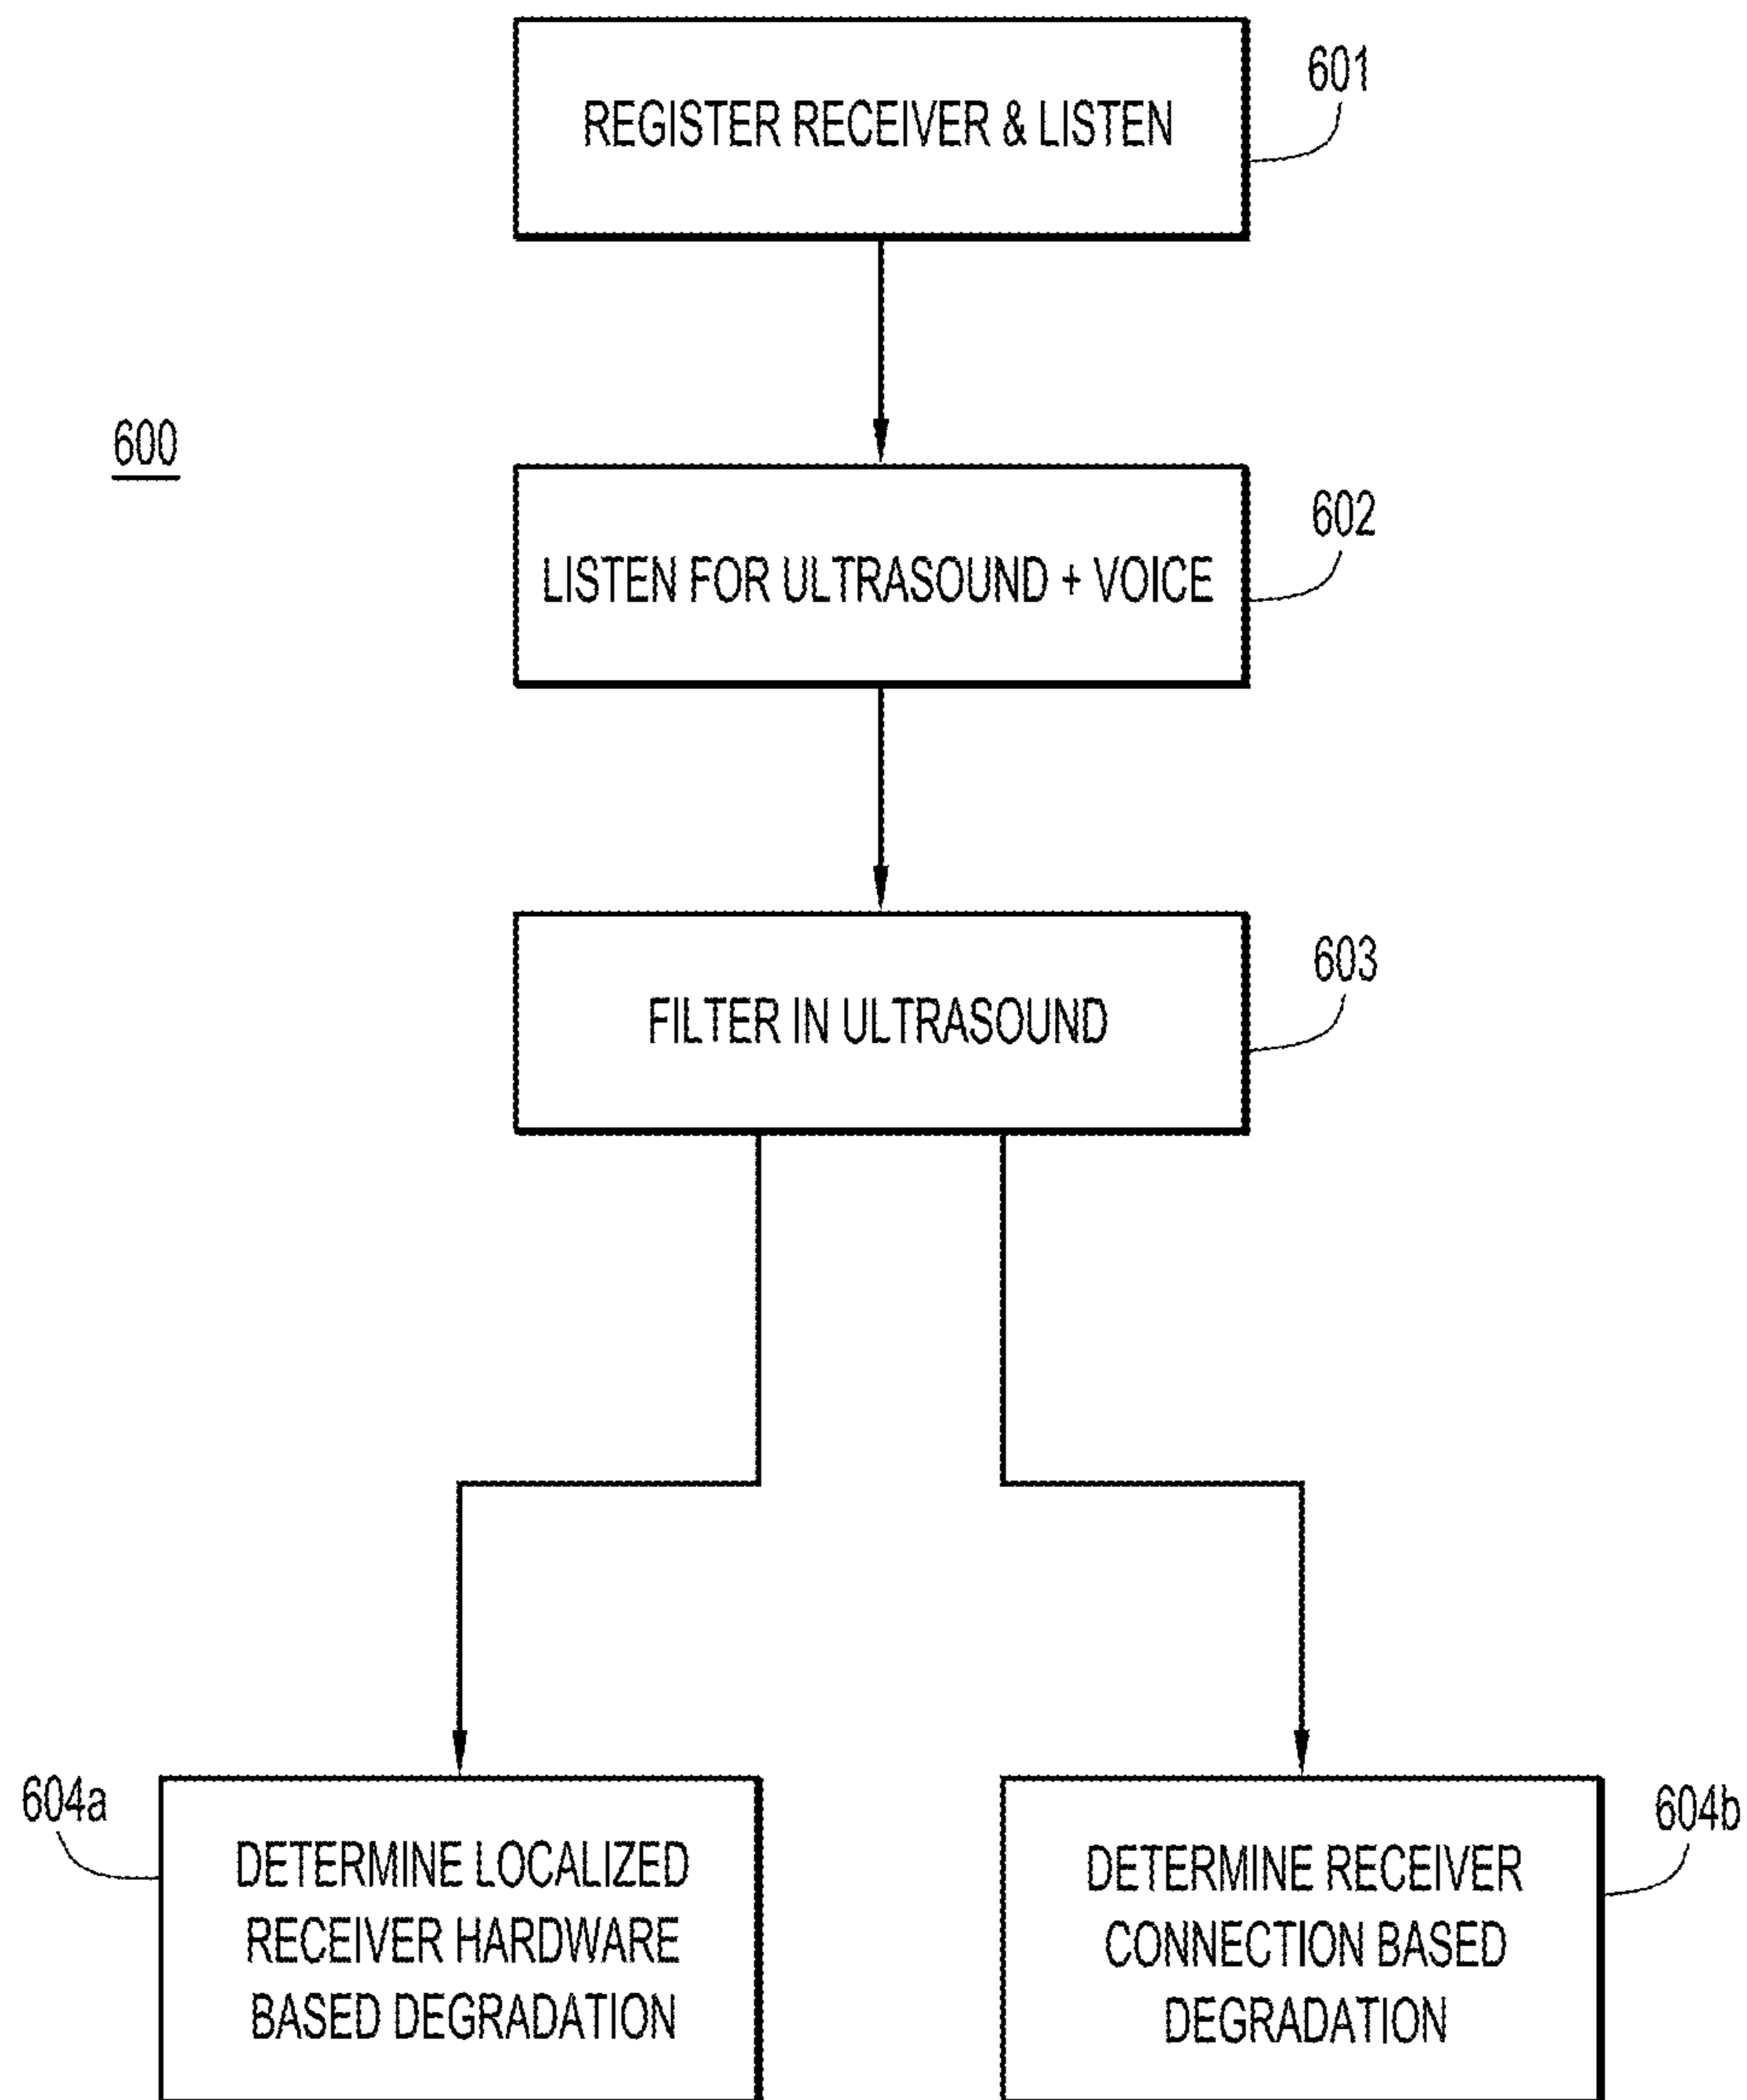 REGISTER RECEIVER & LISTEN
601
600
LISTEN FOR ULTRASOUND + VOICE
602
FILTER IN ULTRASOUND
603
604a
DETERMINE LOCALIZED
RECEIVER HARDWARE
BASED DEGRADATION
DETERMINE RECEIVER
CONNECTION BASED
DEGRADATION
604b